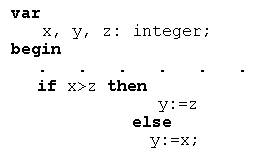 var
x, y, z: integer;
begin
. . . . . .
if x>z then
y:=z
else
y:=x;